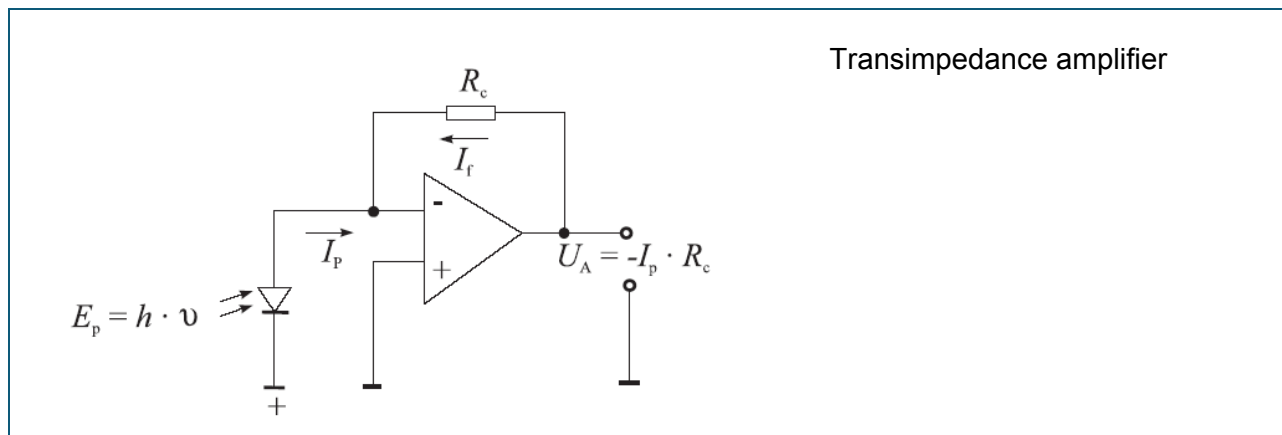 Transimpedance amplifier
R_c
I_f
-
I_P
+
U_A = -I_p · R_c
E_p = h · υ
+